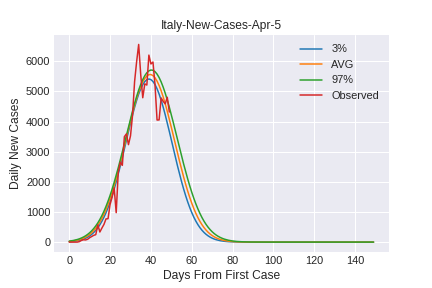 Italy-New-Cases-Apr-5
3%
AVG
97%
Observed
Daily New Cases
6000
5000
4000
3000
2000
1000
0
0 20 40 60 80 100 120 140
Days From First Case